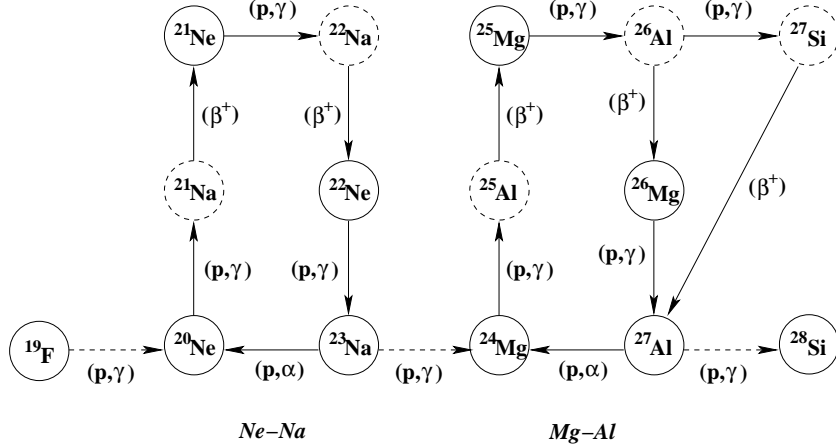 (p,γ) (p,γ) (p,γ)
²¹Ne ²²Na ²⁵Mg ²⁶Al ²⁷Si
(β⁺) (β⁺) (β⁺) (β⁺)
²¹Na ²²Ne ²⁵Al ²⁶Mg (β⁺)
(p,γ) (p,γ) (p,γ) (p,γ)
¹⁹F ²⁰Ne ²³Na ²⁴Mg ²⁷Al ²⁸Si
(p,γ) (p,α) (p,γ) (p,α) (p,γ)
Ne–Na Mg–Al